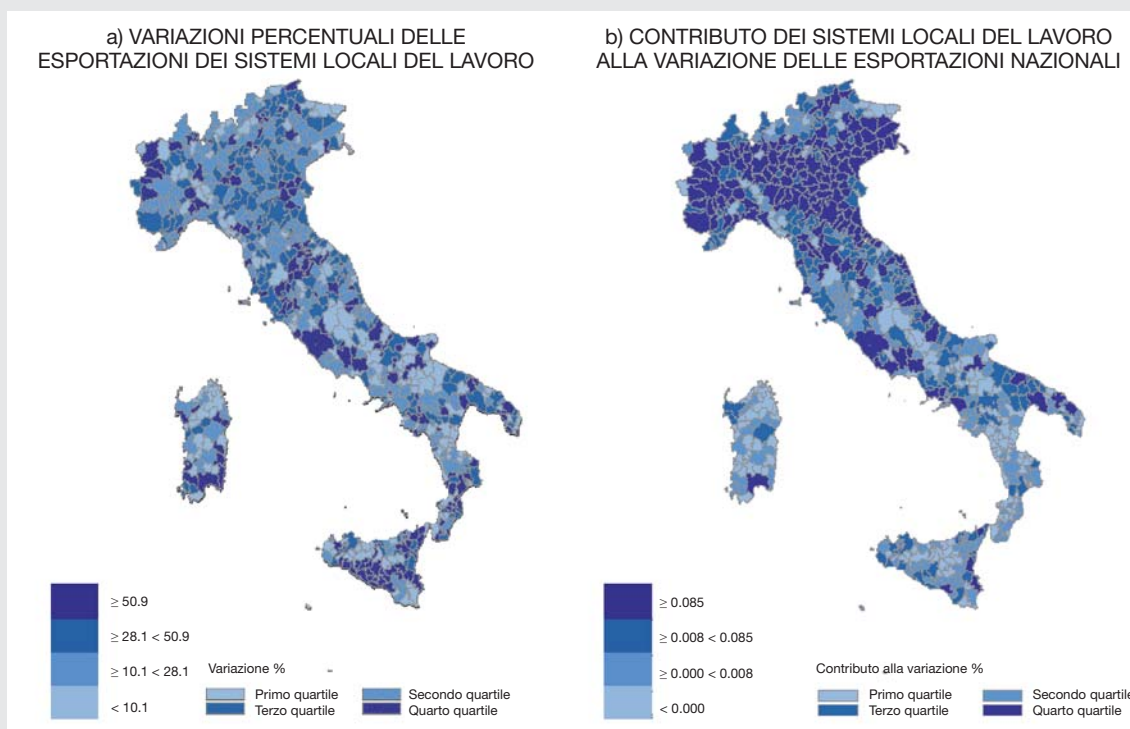 a) VARIAZIONI PERCENTUALI DELLE
ESPORTAZIONI DEI SISTEMI LOCALI DEL LAVORO
≥ 50.9
≥ 28.1 < 50.9
≥ 10.1 < 28.1
< 10.1
Variazione %
Primo quartile
Secondo quartile
Terzo quartile
Quarto quartile
b) CONTRIBUTO DEI SISTEMI LOCALI DEL LAVORO
ALLA VARIAZIONE DELLE ESPORTAZIONI NAZIONALI
≥ 0.085
≥ 0.008 < 0.085
≥ 0.000 < 0.008
< 0.000
Contributo alla variazione %
Primo quartile
Secondo quartile
Terzo quartile
Quarto quartile